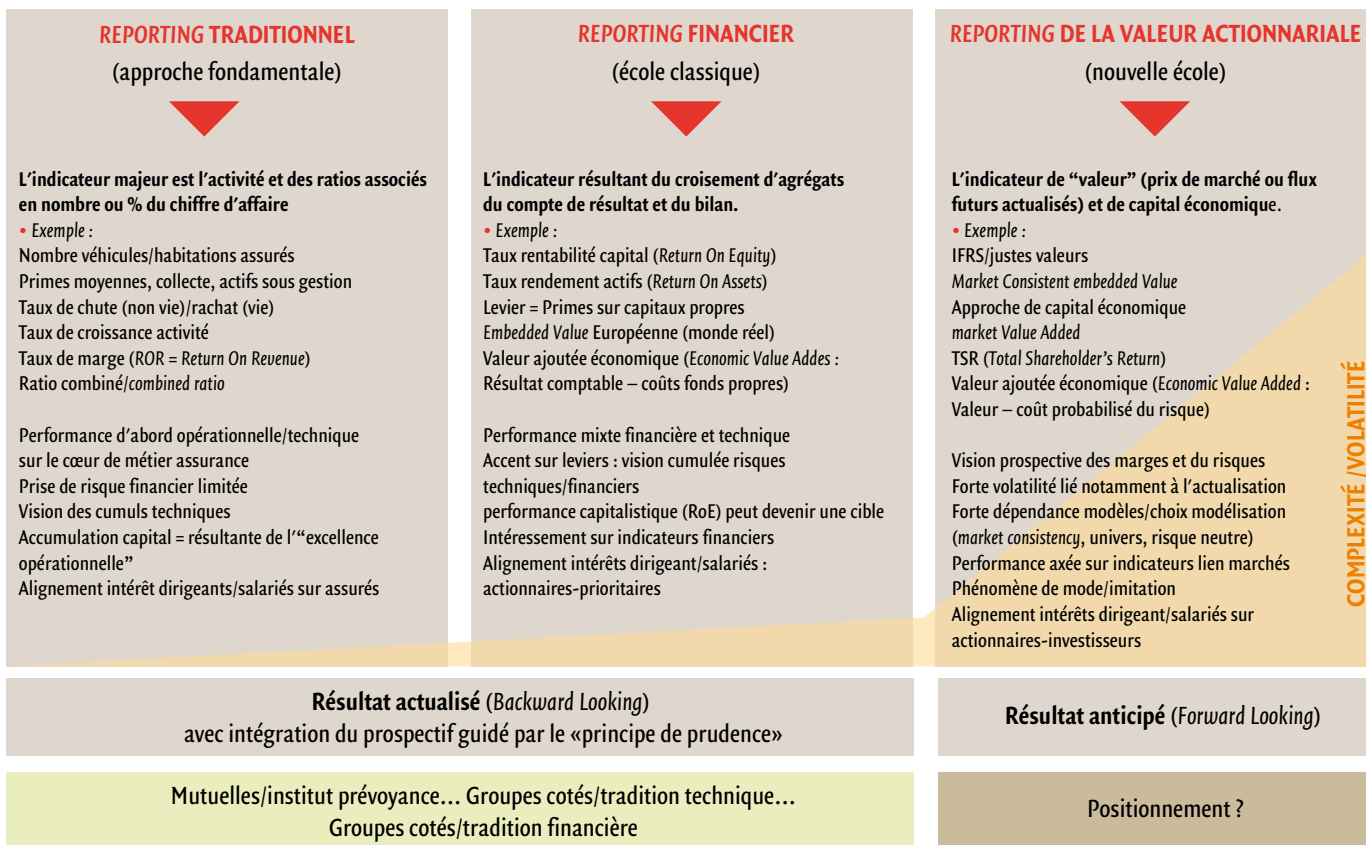 REPORTING TRADITIONNEL
(approche fondamentale)
L'indicateur majeur est l'activité et des ratios associés
en nombre ou % du chiffre d'affaire
• Exemple :
Nombre véhicules/habitations assurés
Primes moyennes, collecte, actifs sous gestion
Taux de chute (non vie)/rachat (vie)
Taux de croissance activité
Taux de marge (ROR = Return On Revenue)
Ratio combiné/combined ratio
Performance d'abord opérationnelle/technique
sur le cœur de métier assurance
Prise de risque financier limitée
Vision des cumuls techniques
Accumulation capital = résultante de l'“excellence
opérationnelle”
Alignement intérêt dirigeants/salariés sur assurés
REPORTING FINANCIER
(école classique)
L'indicateur résultant du croisement d'agrégats
du compte de résultat et du bilan.
• Exemple :
Taux rentabilité capital (Return On Equity)
Taux rendement actifs (Return On Assets)
Levier = Primes sur capitaux propres
Embedded Value Européenne (monde réel)
Valeur ajoutée économique (Economic Value Addes :
Résultat comptable – coûts fonds propres)
Performance mixte financière et technique
Accent sur leviers : vision cumulée risques
techniques/financiers
performance capitalistique (RoE) peut devenir une cible
Intéressement sur indicateurs financiers
Alignement intérêts dirigeant/salariés :
actionnaires-prioritaires
REPORTING DE LA VALEUR ACTIONNARIALE
(nouvelle école)
L'indicateur de “valeur” (prix de marché ou flux
futurs actualisés) et de capital économique.
• Exemple :
IFRS/justes valeurs
Market Consistent embedded Value
Approche de capital économique
market Value Added
TSR (Total Shareholder's Return)
Valeur ajoutée économique (Economic Value Added :
Valeur – coût probabilisé du risque)
Vision prospective des marges et du risques
Forte volatilité lié notamment à l'actualisation
Forte dépendance modèles/choix modélisation
(market consistency, univers, risque neutre)
Performance axée sur indicateurs lien marchés
Phénomène de mode/imitation
Alignement intérêts dirigeant/salariés sur
actionnaires-investisseurs
COMPLEXITÉ /VOLATILITÉ
Résultat actualisé (Backward Looking)
avec intégration du prospectif guidé par le «principe de prudence»
Résultat anticipé (Forward Looking)
Mutuelles/institut prévoyance… Groupes cotés/tradition technique…
Groupes cotés/tradition financière
Positionnement ?